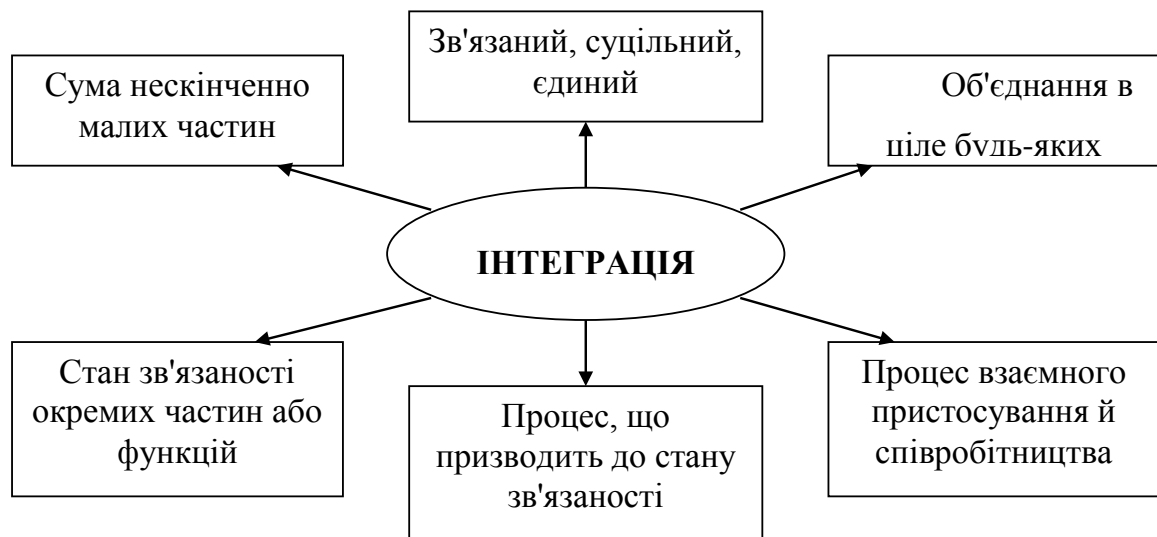 Сума нескінченно
малих частин
Зв'язаний, суцільний,
єдиний
Об'єднання в
ціле будь-яких
ІНТЕГРАЦІЯ
Стан зв'язаності
окремих частин або
функцій
Процес, що
призводить до стану
зв'язаності
Процес взаємного
пристосування й
співробітництва